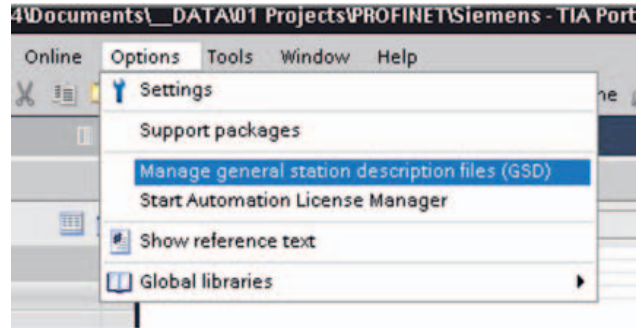 4\Documents\__DATA\01 Projects\PROFINET\Siemens - TIA Port
Online Options Tools Window Help
Settings
Support packages
Manage general station description files (GSD)
Start Automation License Manager
Show reference text
Global libraries